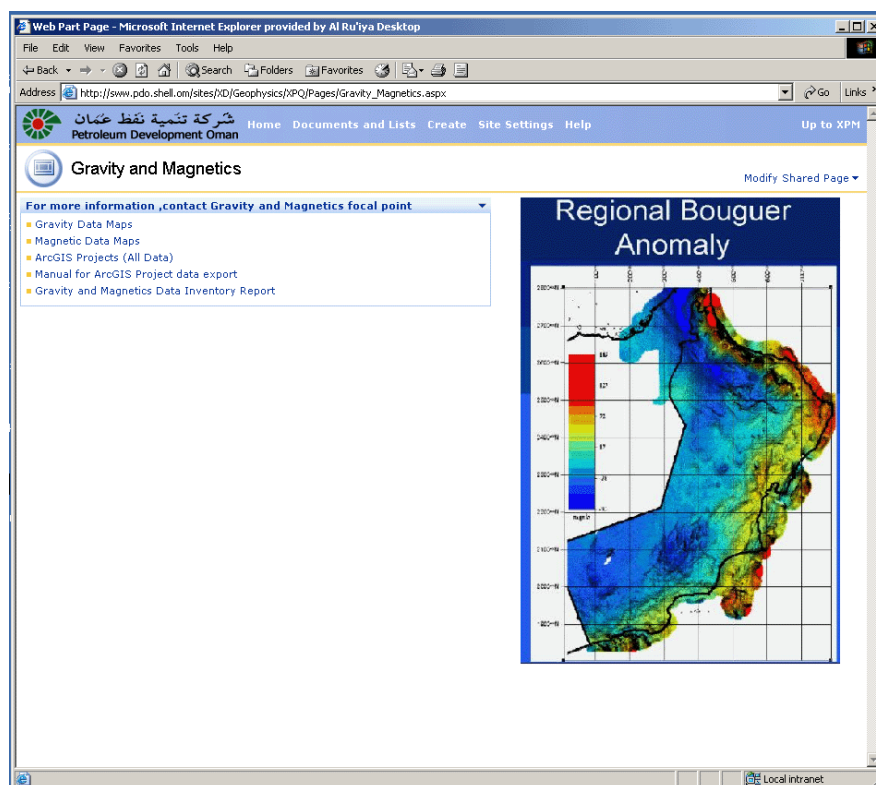 Web Part Page - Microsoft Internet Explorer provided by Al Ru'iya Desktop
File Edit View Favorites Tools Help
Back Search Folders Favorites
Address http://sww.pdo.shell.om/sites/XD/Geophysics/XPQ/Pages/Gravity_Magnetics.aspx Go Links
شركة تنمية نفط عمان
Petroleum Development Oman
Home Documents and Lists Create Site Settings Help Up to XPM
Gravity and Magnetics
Modify Shared Page
For more information ,contact Gravity and Magnetics focal point
Gravity Data Maps
Magnetic Data Maps
ArcGIS Projects (All Data)
Manual for ArcGIS Project data export
Gravity and Magnetics Data Inventory Report
Regional Bouguer
Anomaly
Local intranet